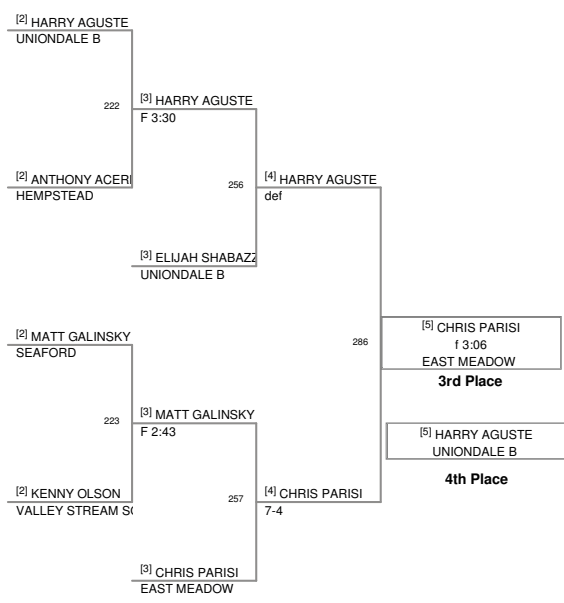 [2] HARRY AGUSTE
UNIONDALE B
222
[3] HARRY AGUSTE
F 3:30
[2] ANTHONY ACERI
HEMPSTEAD
256
[4] HARRY AGUSTE
def
[3] ELIJAH SHABAZZ
UNIONDALE B
286
[5] CHRIS PARISI
f 3:06
EAST MEADOW
3rd Place
[2] MATT GALINSKY
SEAFORD
223
[3] MATT GALINSKY
F 2:43
[5] HARRY AGUSTE
UNIONDALE B
4th Place
[2] KENNY OLSON
VALLEY STREAM
257
[4] CHRIS PARISI
7-4
[3] CHRIS PARISI
EAST MEADOW